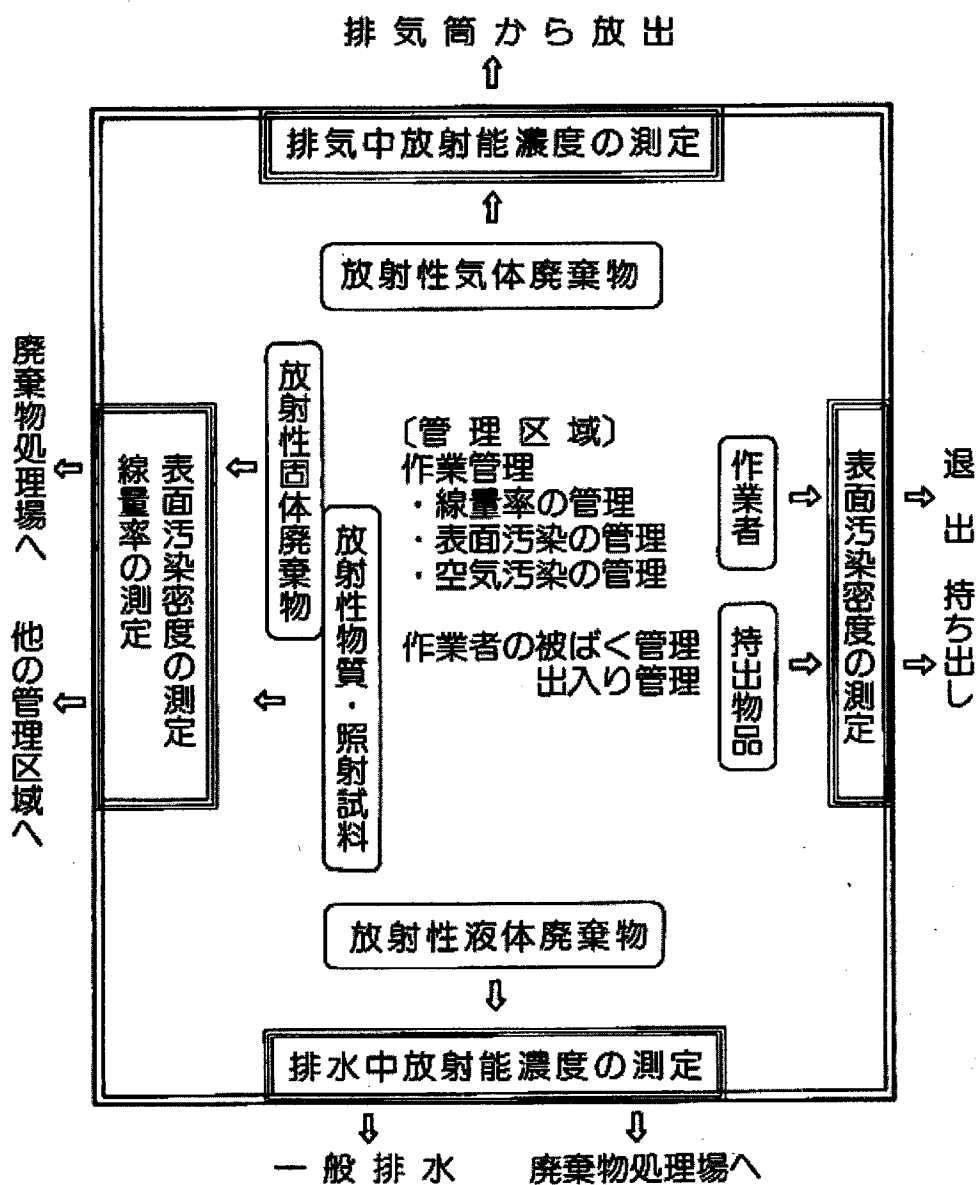 排気筒から放出
排気中放射能濃度の測定
放射性気体廃棄物
廃棄物処理場へ
他の管理区域へ
表面汚染密度の測定
線量率の測定
放射性固体廃棄物
放射性物質・照射試料
〔管理区域〕
作業管理
・線量率の管理
・表面汚染の管理
・空気汚染の管理
作業者の被ばく管理
出入り管理
作業者
持出物品
表面汚染密度の測定
退出
持ち出し
放射性液体廃棄物
排水中放射能濃度の測定
一般排水
廃棄物処理場へ